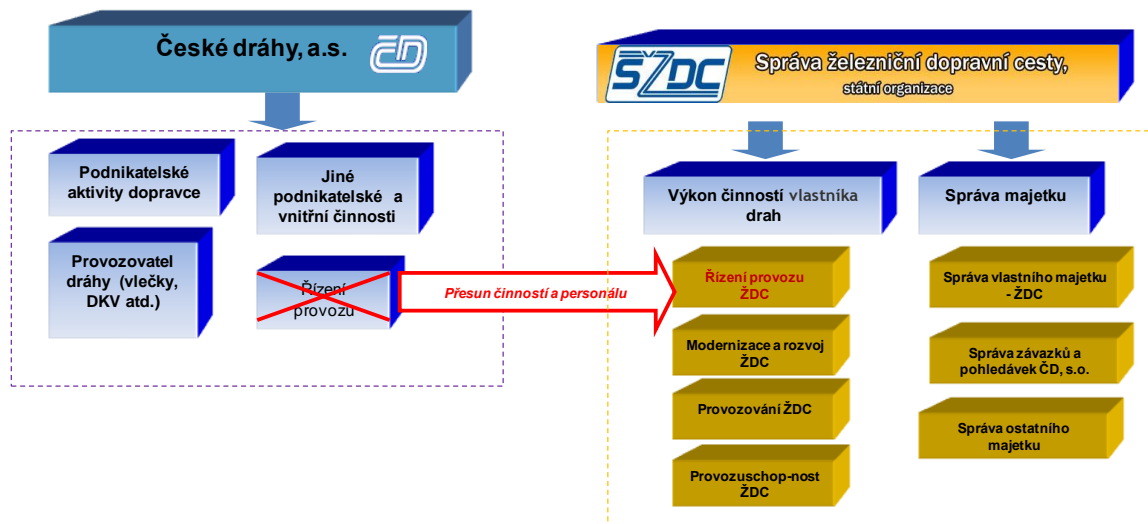 České dráhy, a.s.
ČD
Podnikatelské
aktivity dopravce
Jiné
podnikatelské a
vnitřní činnosti
Provozovatel
dráhy (vlečky,
DKV atd.)
Řízení
provozu
Přesun činností a personálu
SŽDC
Správa železniční dopravní cesty,
státní organizace
Výkon činností vlastníka
drah
Řízení provozu
ŽDC
Modernizace a rozvoj
ŽDC
Provozování ŽDC
Provozuschop-nost
ŽDC
Správa majetku
Správa vlastního majetku
- ŽDC
Správa závazků a
pohledávek ČD, s.o.
Správa ostatního
majetku